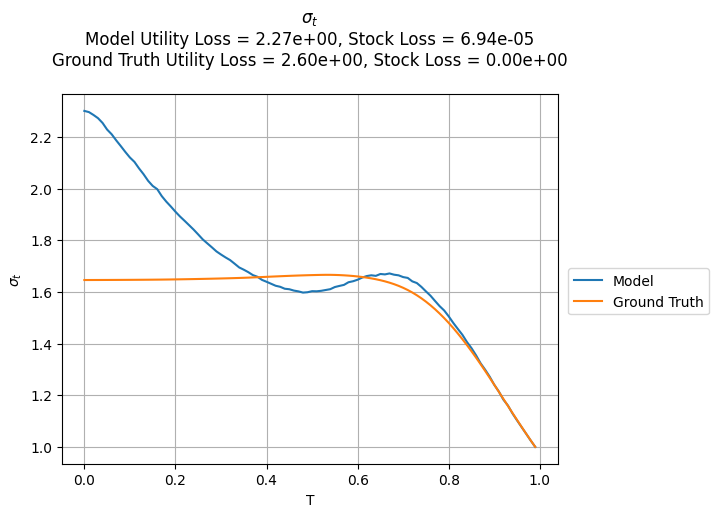 σt
Model Utility Loss = 2.27e+00, Stock Loss = 6.94e-05
Ground Truth Utility Loss = 2.60e+00, Stock Loss = 0.00e+00
2.2
2.0
1.8
1.6
1.4
1.2
1.0
σt
0.0 0.2 0.4 0.6 0.8 1.0
T
Model
Ground Truth